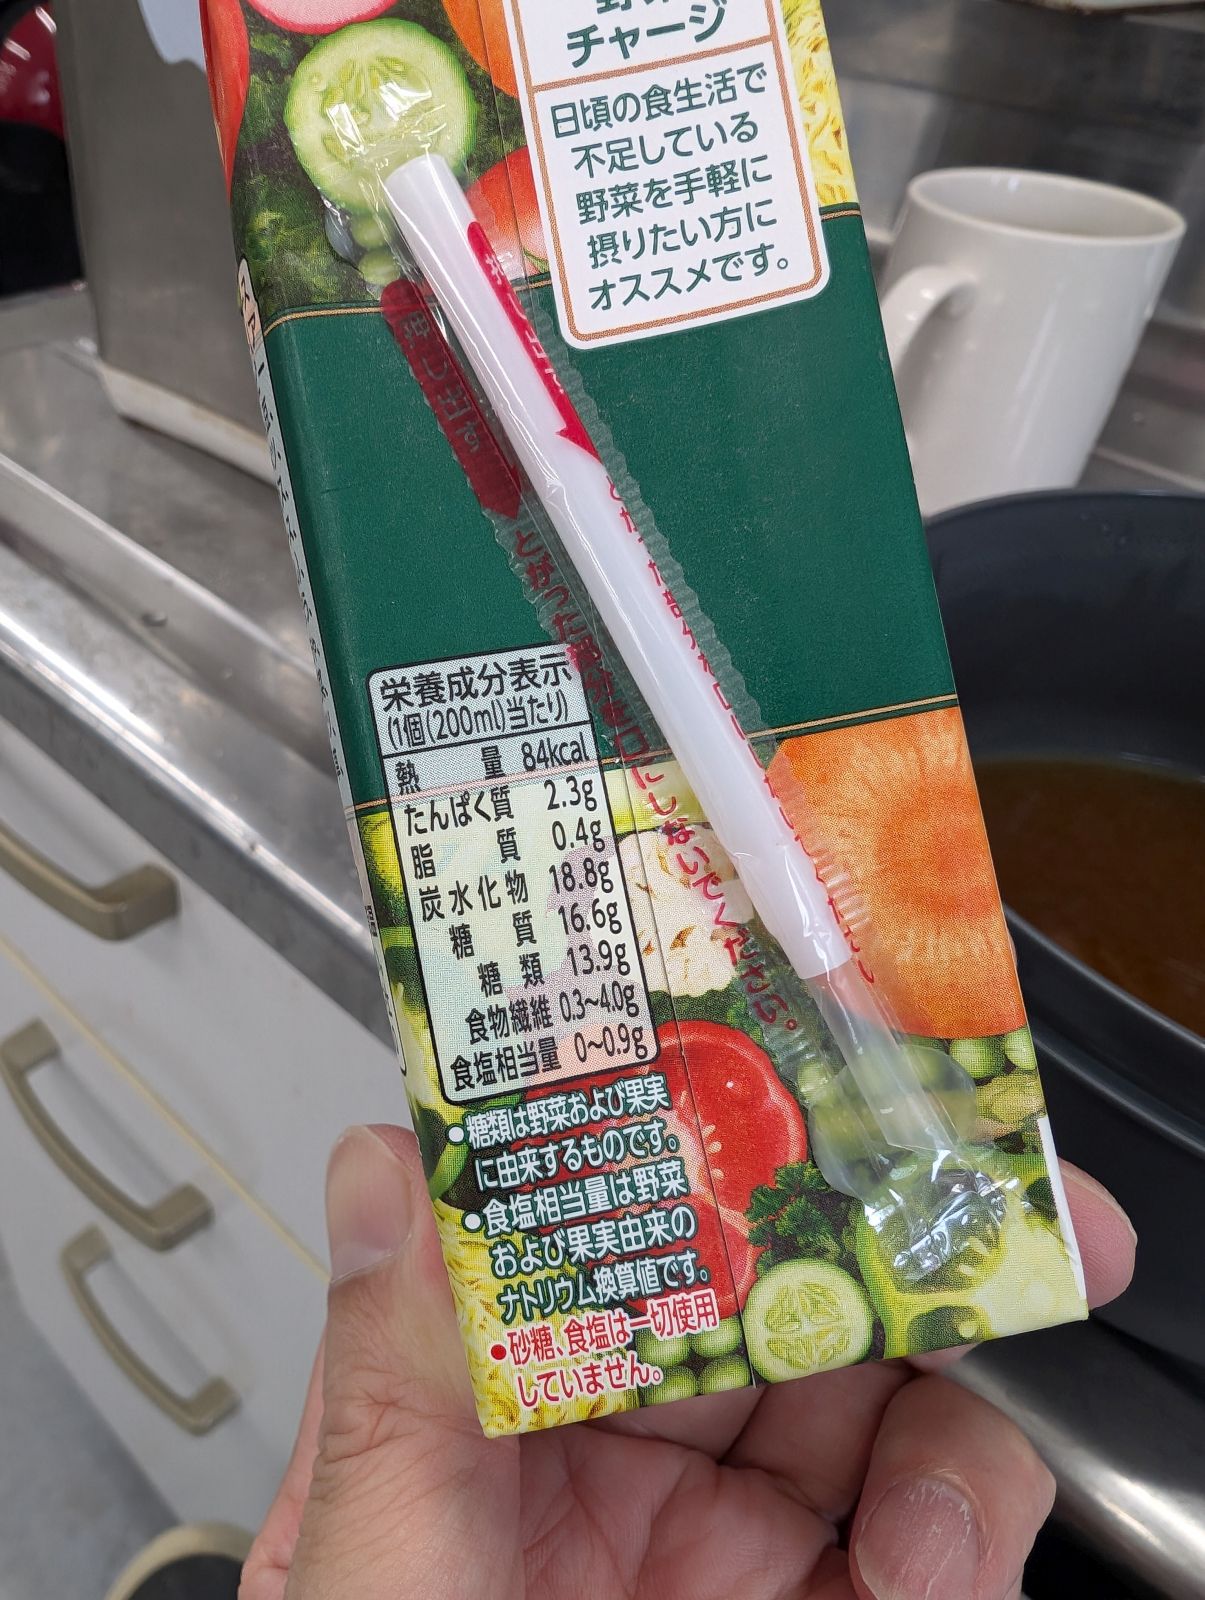 チャージ
日頃の食生活で
不足している
野菜を手軽に
摂りたい方に
オススメです。
押し出す
とがった部分を口にしないでください。
栄養成分表示
(1個(200ml)当たり)
熱量 84kcal
たんぱく質 2.3g
脂質 0.4g
炭水化物 18.8g
糖質 16.6g
糖類 13.9g
食物繊維 0.3~4.0g
食塩相当量 0~0.9g
●糖類は野菜および果実
に由来するものです。
●食塩相当量は野菜
および果実由来の
ナトリウム換算値です。
●砂糖、食塩は一切使用
していません。